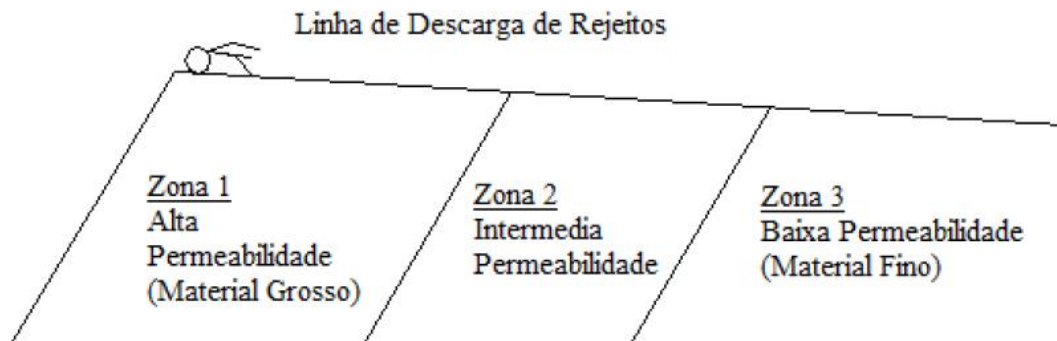 Linha de Descarga de Rejeitos
Zona 1
Alta
Permeabilidade
(Material Grosso)
Zona 2
Intermedia
Permeabilidade
Zona 3
Baixa Permeabilidade
(Material Fino)